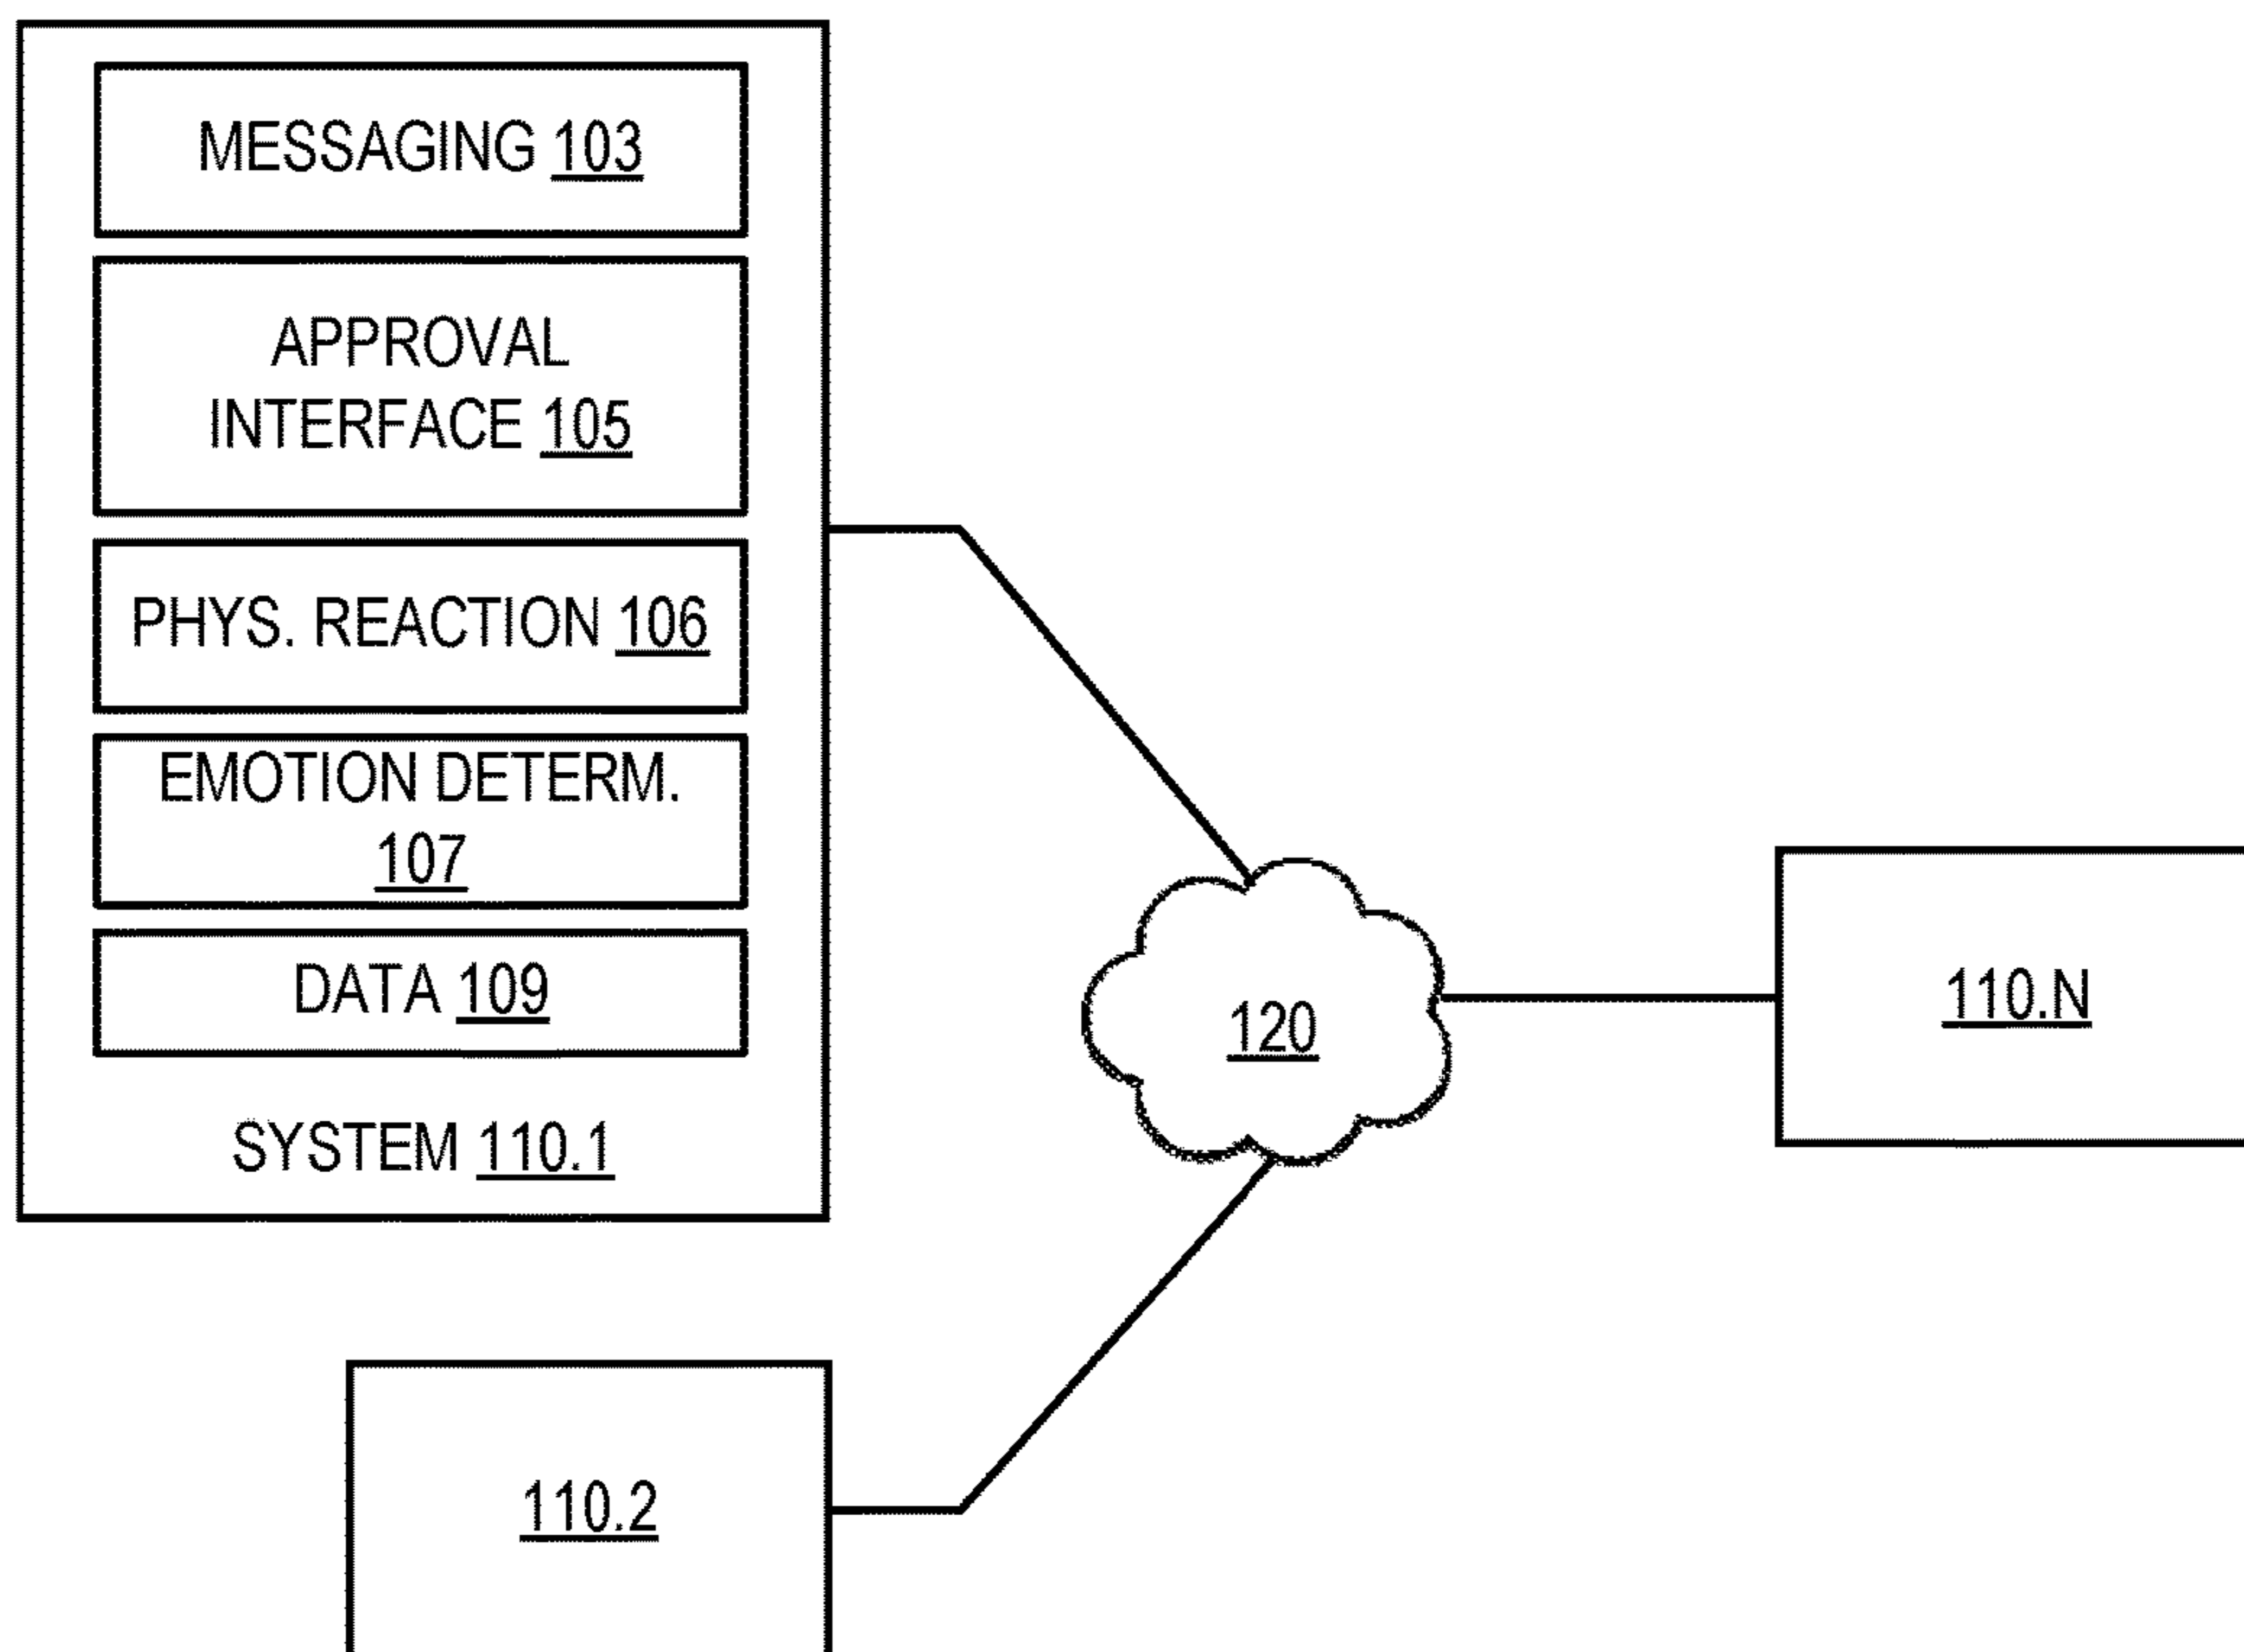 MESSAGING 103
APPROVAL
INTERFACE 105
PHYS. REACTION 106
EMOTION DETERM.
107
DATA 109
SYSTEM 110.1
120
110.N
110.2